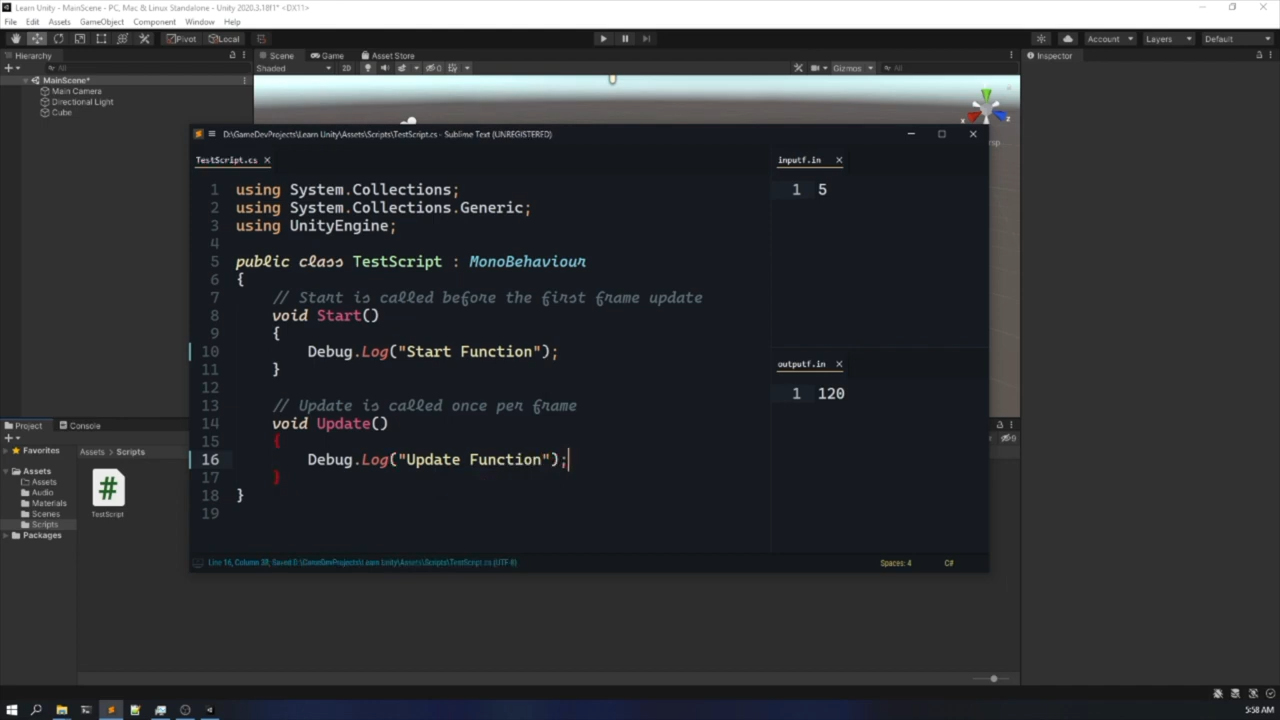 Learn Unity - MainScene - PC, Mac & Linux Standalone - Unity 2020.3.18f1* <DX11>
File Edit Assets GameObject Component Window Help
Pivot Local Account Layers Default
Hierarchy Scene Game Asset Store Inspector
All Shaded 2D 0 Gizmos All
MainScene*
Main Camera
Directional Light
Cube
x z
D:\GameDevProjects\Learn Unity\Assets\Scripts\TestScript.cs - Sublime Text (UNREGISTERED)
TestScript.cs
1 using System.Collections;
2 using System.Collections.Generic;
3 using UnityEngine;
4
5 public class TestScript : MonoBehaviour
6 {
7 // Start is called before the first frame update
8 void Start()
9 {
10 Debug.Log("Start Function");
11 }
12
13 // Update is called once per frame
14 void Update()
15 {
16 Debug.Log("Update Function");
17 }
18 }
19
inputf.in
1 5
outputf.in
1 120
Line 16, Column 38; Saved D:\GameDevProjects\Learn Unity\Assets\Scripts\TestScript.cs (UTF-8)
Spaces: 4 C#
Project Console
Favorites
Assets
Assets
Audio
Materials
Scenes
Scripts
Packages
Assets > Scripts
#
TestScript
5:58 AM